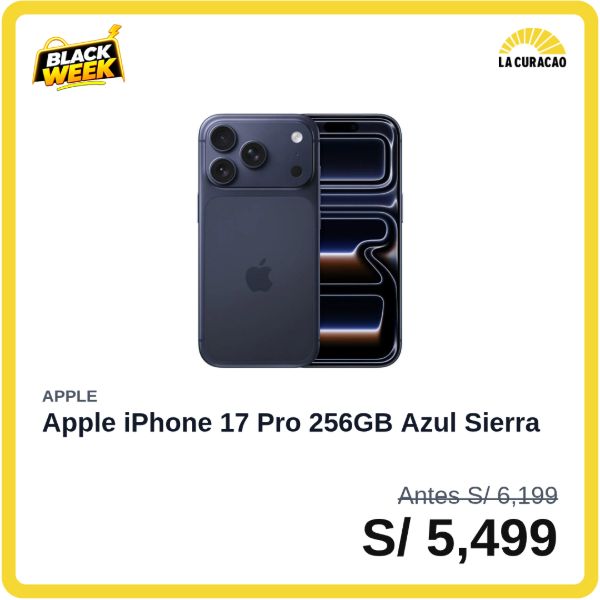 BLACK
WEEK
LA CURACAO
APPLE
Apple iPhone 17 Pro 256GB Azul Sierra
Antes S/ 6,199
S/ 5,499